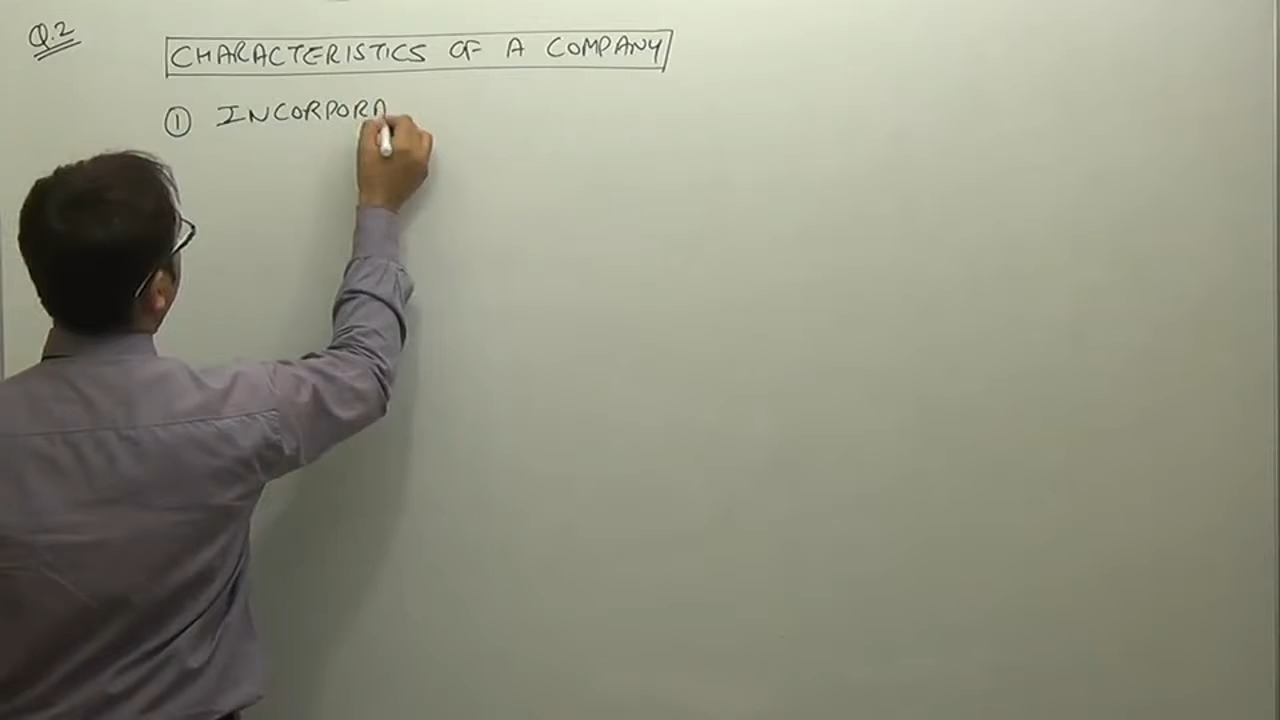 Q.2
CHARACTERISTICS OF A COMPANY
① INCORPORA